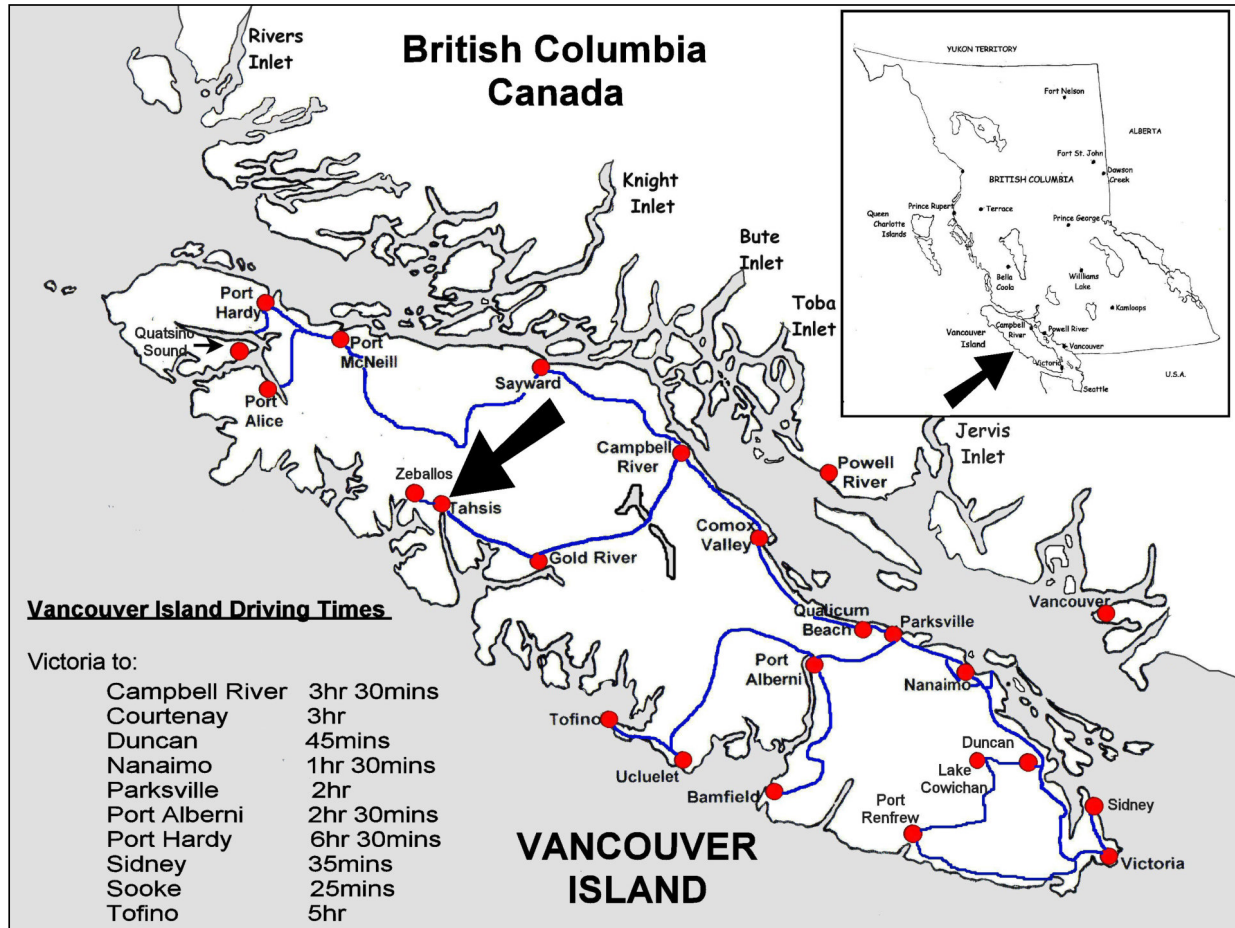 British Columbia
Canada
Rivers
Inlet
Knight
Inlet
Bute
Inlet
Toba
Inlet
Jervis
Inlet
YUKON TERRITORY
Fort Nelson
ALBERTA
Fort St. John
Dawson
Creek
BRITISH COLUMBIA
Prince Rupert
Terrace
Queen
Charlotte
Islands
Prince George
Bella
Coola
Williams
Lake
Kamloops
Campbell
River
Powell River
Vancouver
Island
Vancouver
Victoria
Seattle
U.S.A.
Port
Hardy
Quatsino
Sound
Port
McNeill
Port
Alice
Sayward
Zeballos
Tahsis
Gold River
Campbell
River
Powell
River
Comox
Valley
Qualicum
Beach
Parksville
Vancouver
Port
Alberni
Nanaimo
Tofino
Ucluelet
Bamfield
Duncan
Lake
Cowichan
Port
Renfrew
Sidney
Victoria
VANCOUVER
ISLAND
Vancouver Island Driving Times
Victoria to:
Campbell River 3hr 30mins
Courtenay 3hr
Duncan 45mins
Nanaimo 1hr 30mins
Parksville 2hr
Port Alberni 2hr 30mins
Port Hardy 6hr 30mins
Sidney 35mins
Sooke 25mins
Tofino 5hr